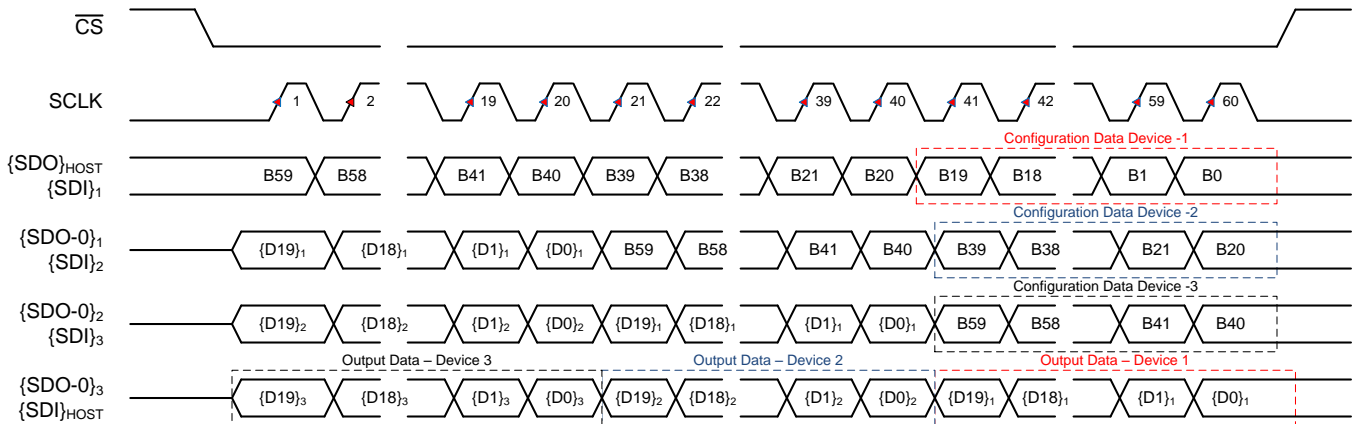 CS
SCLK
1 2 19 20 21 22 39 40 41 42 59 60
Configuration Data Device -1
{SDO}HOST
{SDI}1
B59 B58 B41 B40 B39 B38 B21 B20 B19 B18 B1 B0
Configuration Data Device -2
{SDO-0}1
{SDI}2
{D19}1 {D18}1 {D1}1 {D0}1 B59 B58 B41 B40 B39 B38 B21 B20
Configuration Data Device -3
{SDO-0}2
{SDI}3
{D19}2 {D18}2 {D1}2 {D0}2 {D19}1 {D18}1 {D1}1 {D0}1 B59 B58 B41 B40
Output Data – Device 3 Output Data – Device 2 Output Data – Device 1
{SDO-0}3
{SDI}HOST
{D19}3 {D18}3 {D1}3 {D0}3 {D19}2 {D18}2 {D1}2 {D0}2 {D19}1 {D18}1 {D1}1 {D0}1